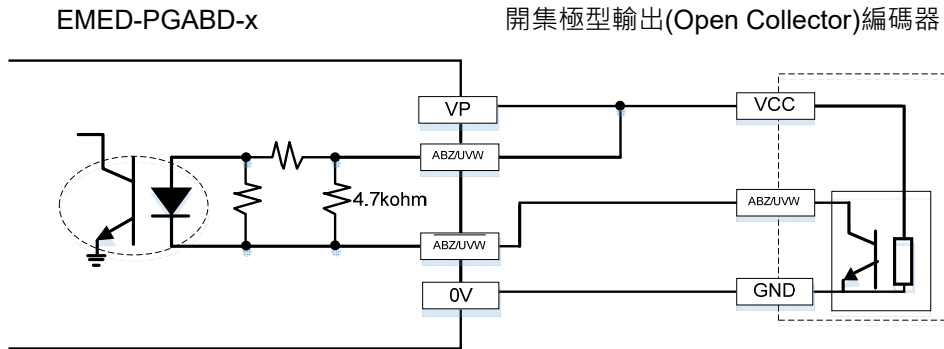 EMED-PGABD-x
開集極型輸出(Open Collector)編碼器
VP
VCC
ABZ/UVW
4.7kohm
ABZ/UVW
ABZ/UVW
0V
GND